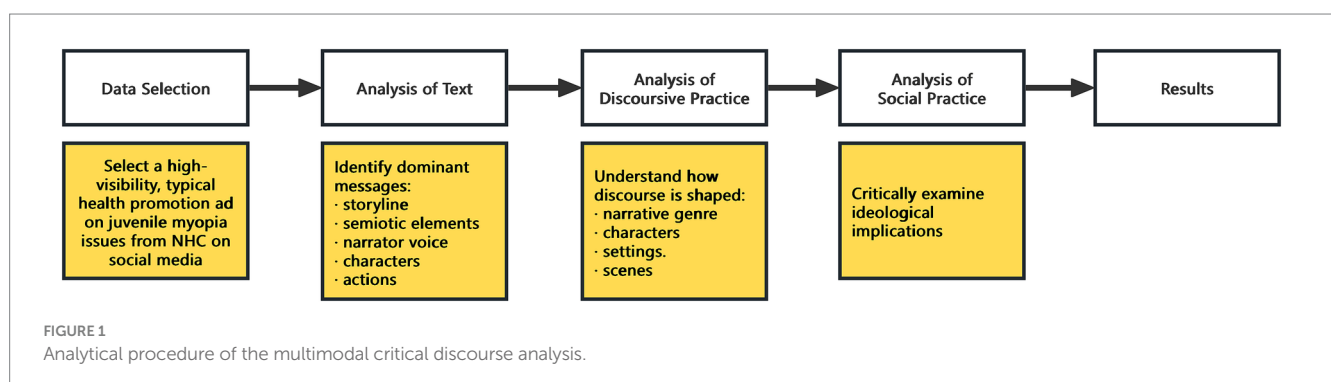 Data Selection
Analysis of Text
Analysis of
Discoursive Practice
Analysis of
Social Practice
Results
Select a high-
visibility, typical
health promotion ad
on juvenile myopia
issues from NHC on
social media
Identify dominant
messages:
· storyline
· semiotic elements
· narrator voice
· characters
· actions
Understand how
discourse is shaped:
· narrative genre
· characters
· settings.
· scenes
Critically examine
ideological
implications
FIGURE 1
Analytical procedure of the multimodal critical discourse analysis.